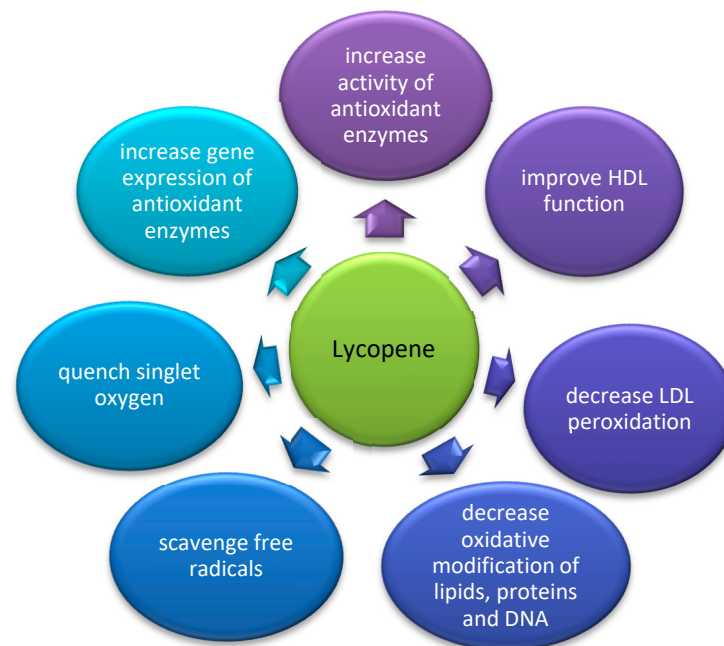 increase
activity of
antioxidant
enzymes
improve HDL
function
decrease LDL
peroxidation
decrease
oxidative
modification of
lipids, proteins
and DNA
scavenge free
radicals
quench singlet
oxygen
increase gene
expression of
antioxidant
enzymes
Lycopene